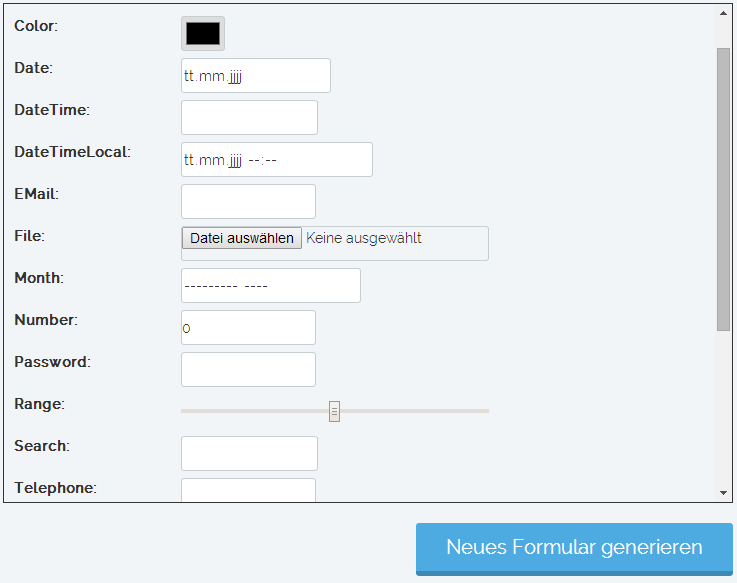 Color:
Date: tt.mm.jjjj
DateTime:
DateTimeLocal: tt.mm.jjjj --:--
EMail:
File: Datei auswählen Keine ausgewählt
Month: --------- ----
Number: 0
Password:
Range:
Search:
Telephone:
Neues Formular generieren